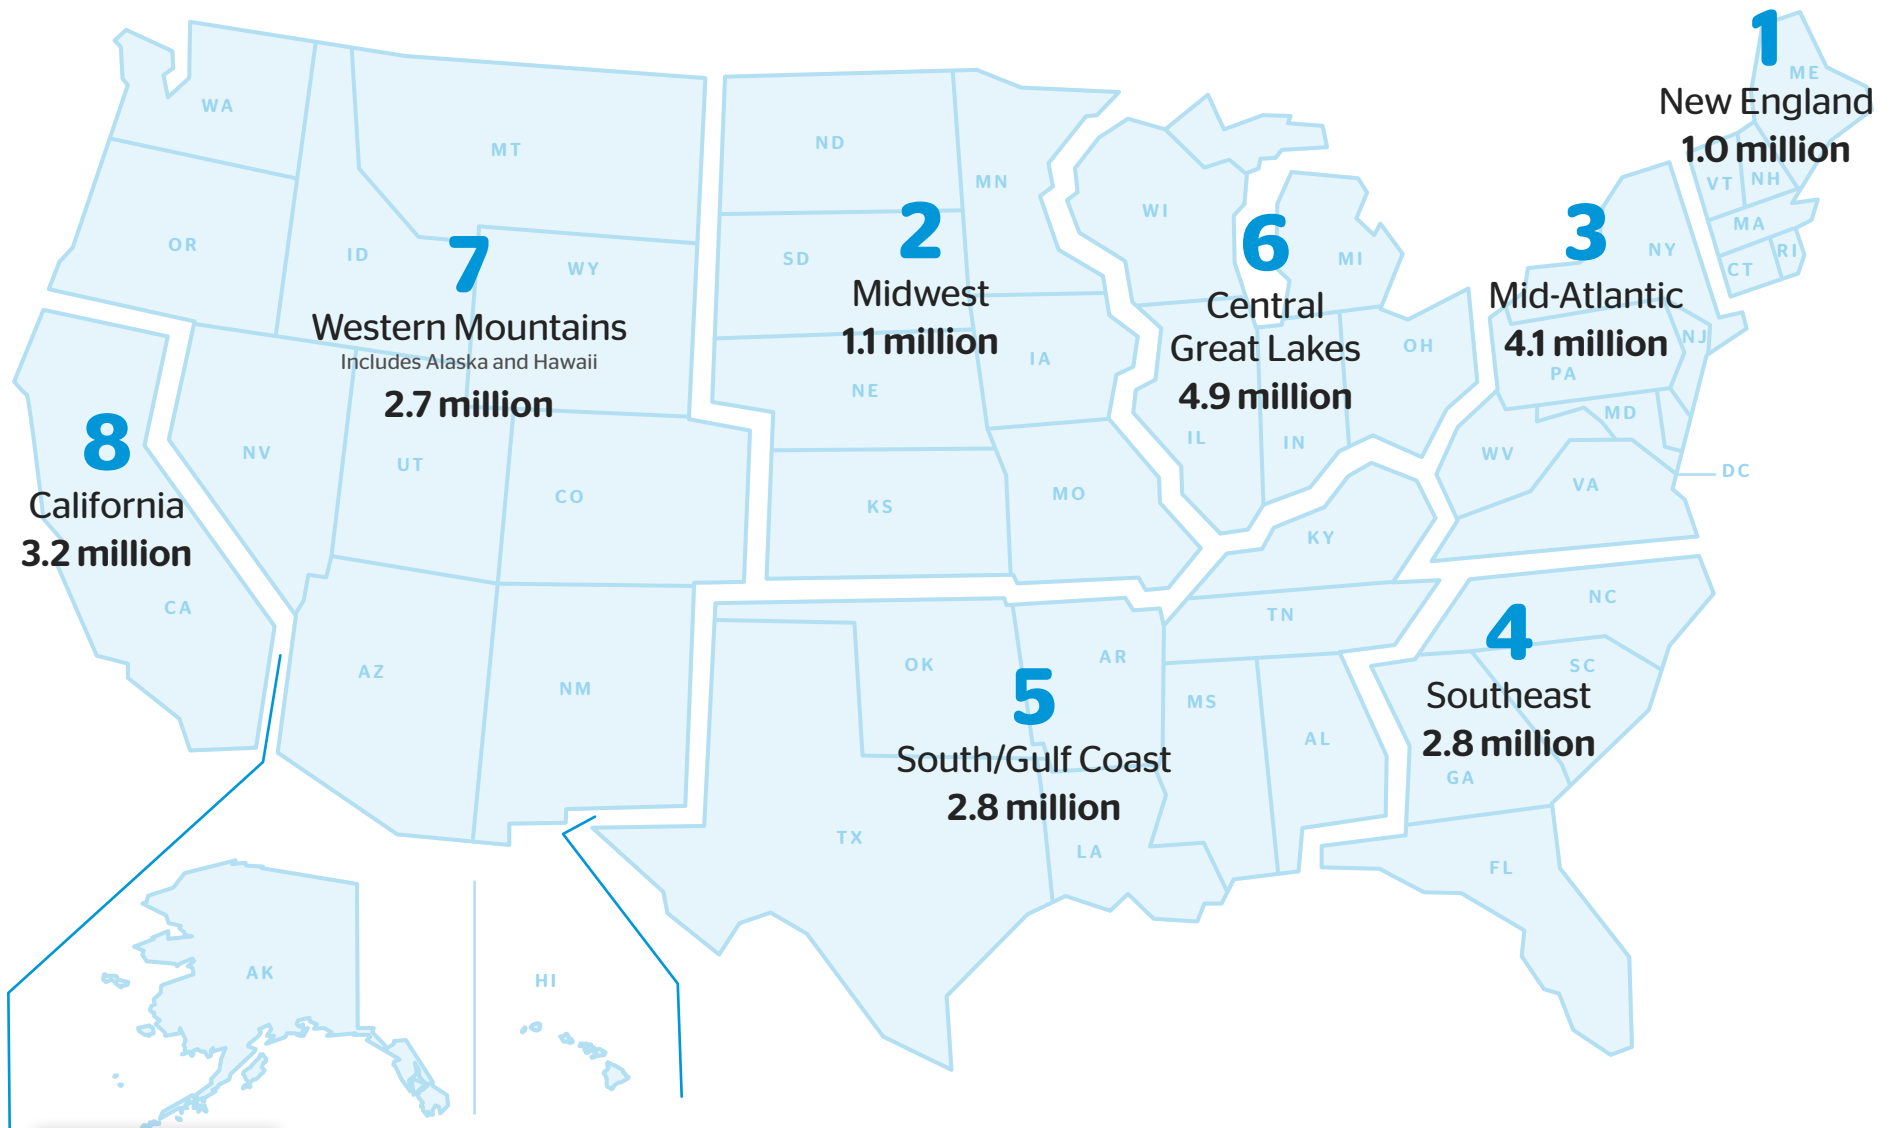 1
ME
New England
1.0 million
VT
NH
MA
RI
CT
WA
MT
OR
ID
WY
7
Western Mountains
Includes Alaska and Hawaii
2.7 million
NV
UT
CO
AZ
NM
8
California
3.2 million
CA
ND
MN
SD
2
Midwest
1.1 million
IA
NE
KS
MO
WI
6
MI
Central
Great Lakes
4.9 million
OH
IL
IN
3
NY
Mid-Atlantic
4.1 million
NJ
PA
MD
WV
VA
DC
KY
TN
NC
4
SC
Southeast
2.8 million
GA
FL
OK
AR
5
MS
AL
South/Gulf Coast
2.8 million
TX
LA
AK
HI